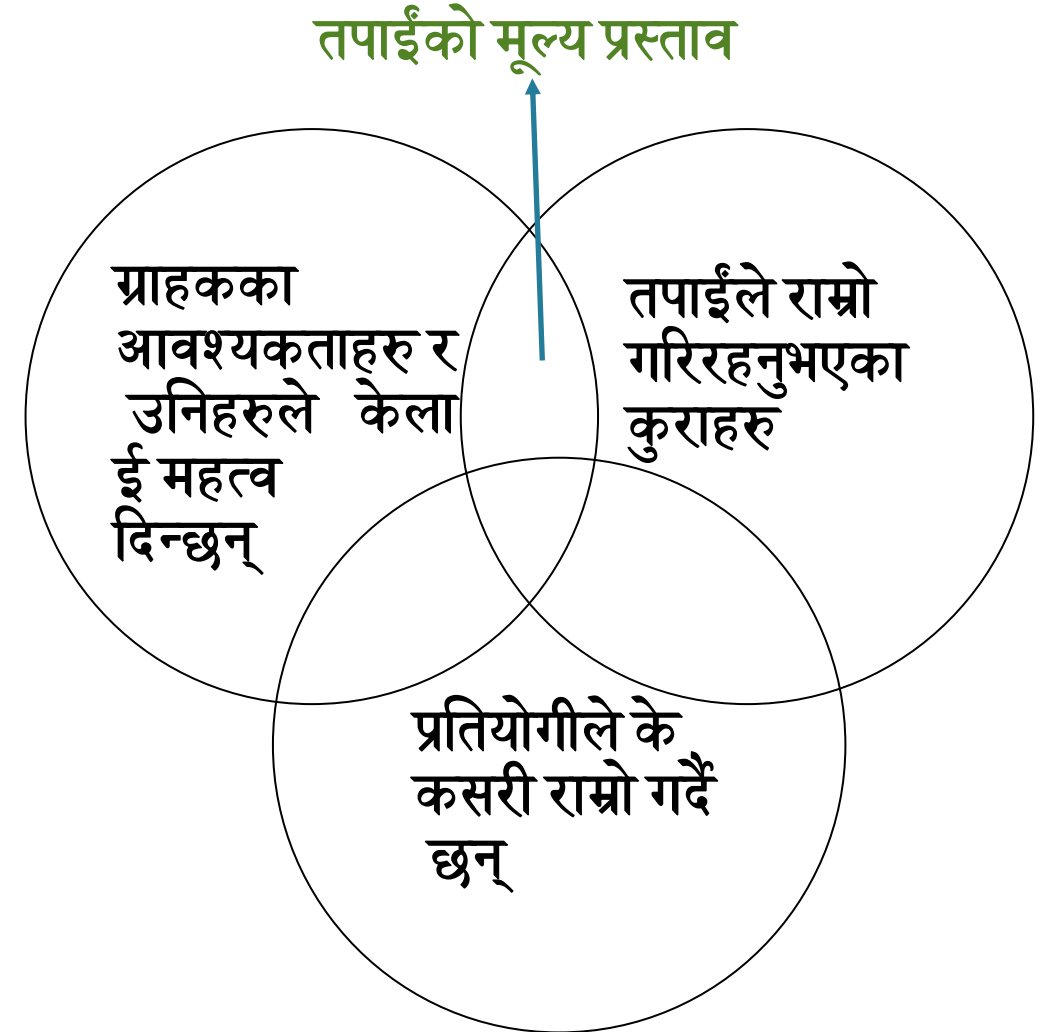 तपाईंको मूल्य प्रस्ताव
ग्राहकका
आवश्यकताहरु र
उनिहरुले केला
ई महत्व
दिन्छन्
तपाईंले राम्रो
गरिरहनुभएका
कुराहरु
प्रतियोगीले के
कसरी राम्रो गर्दै
छन्